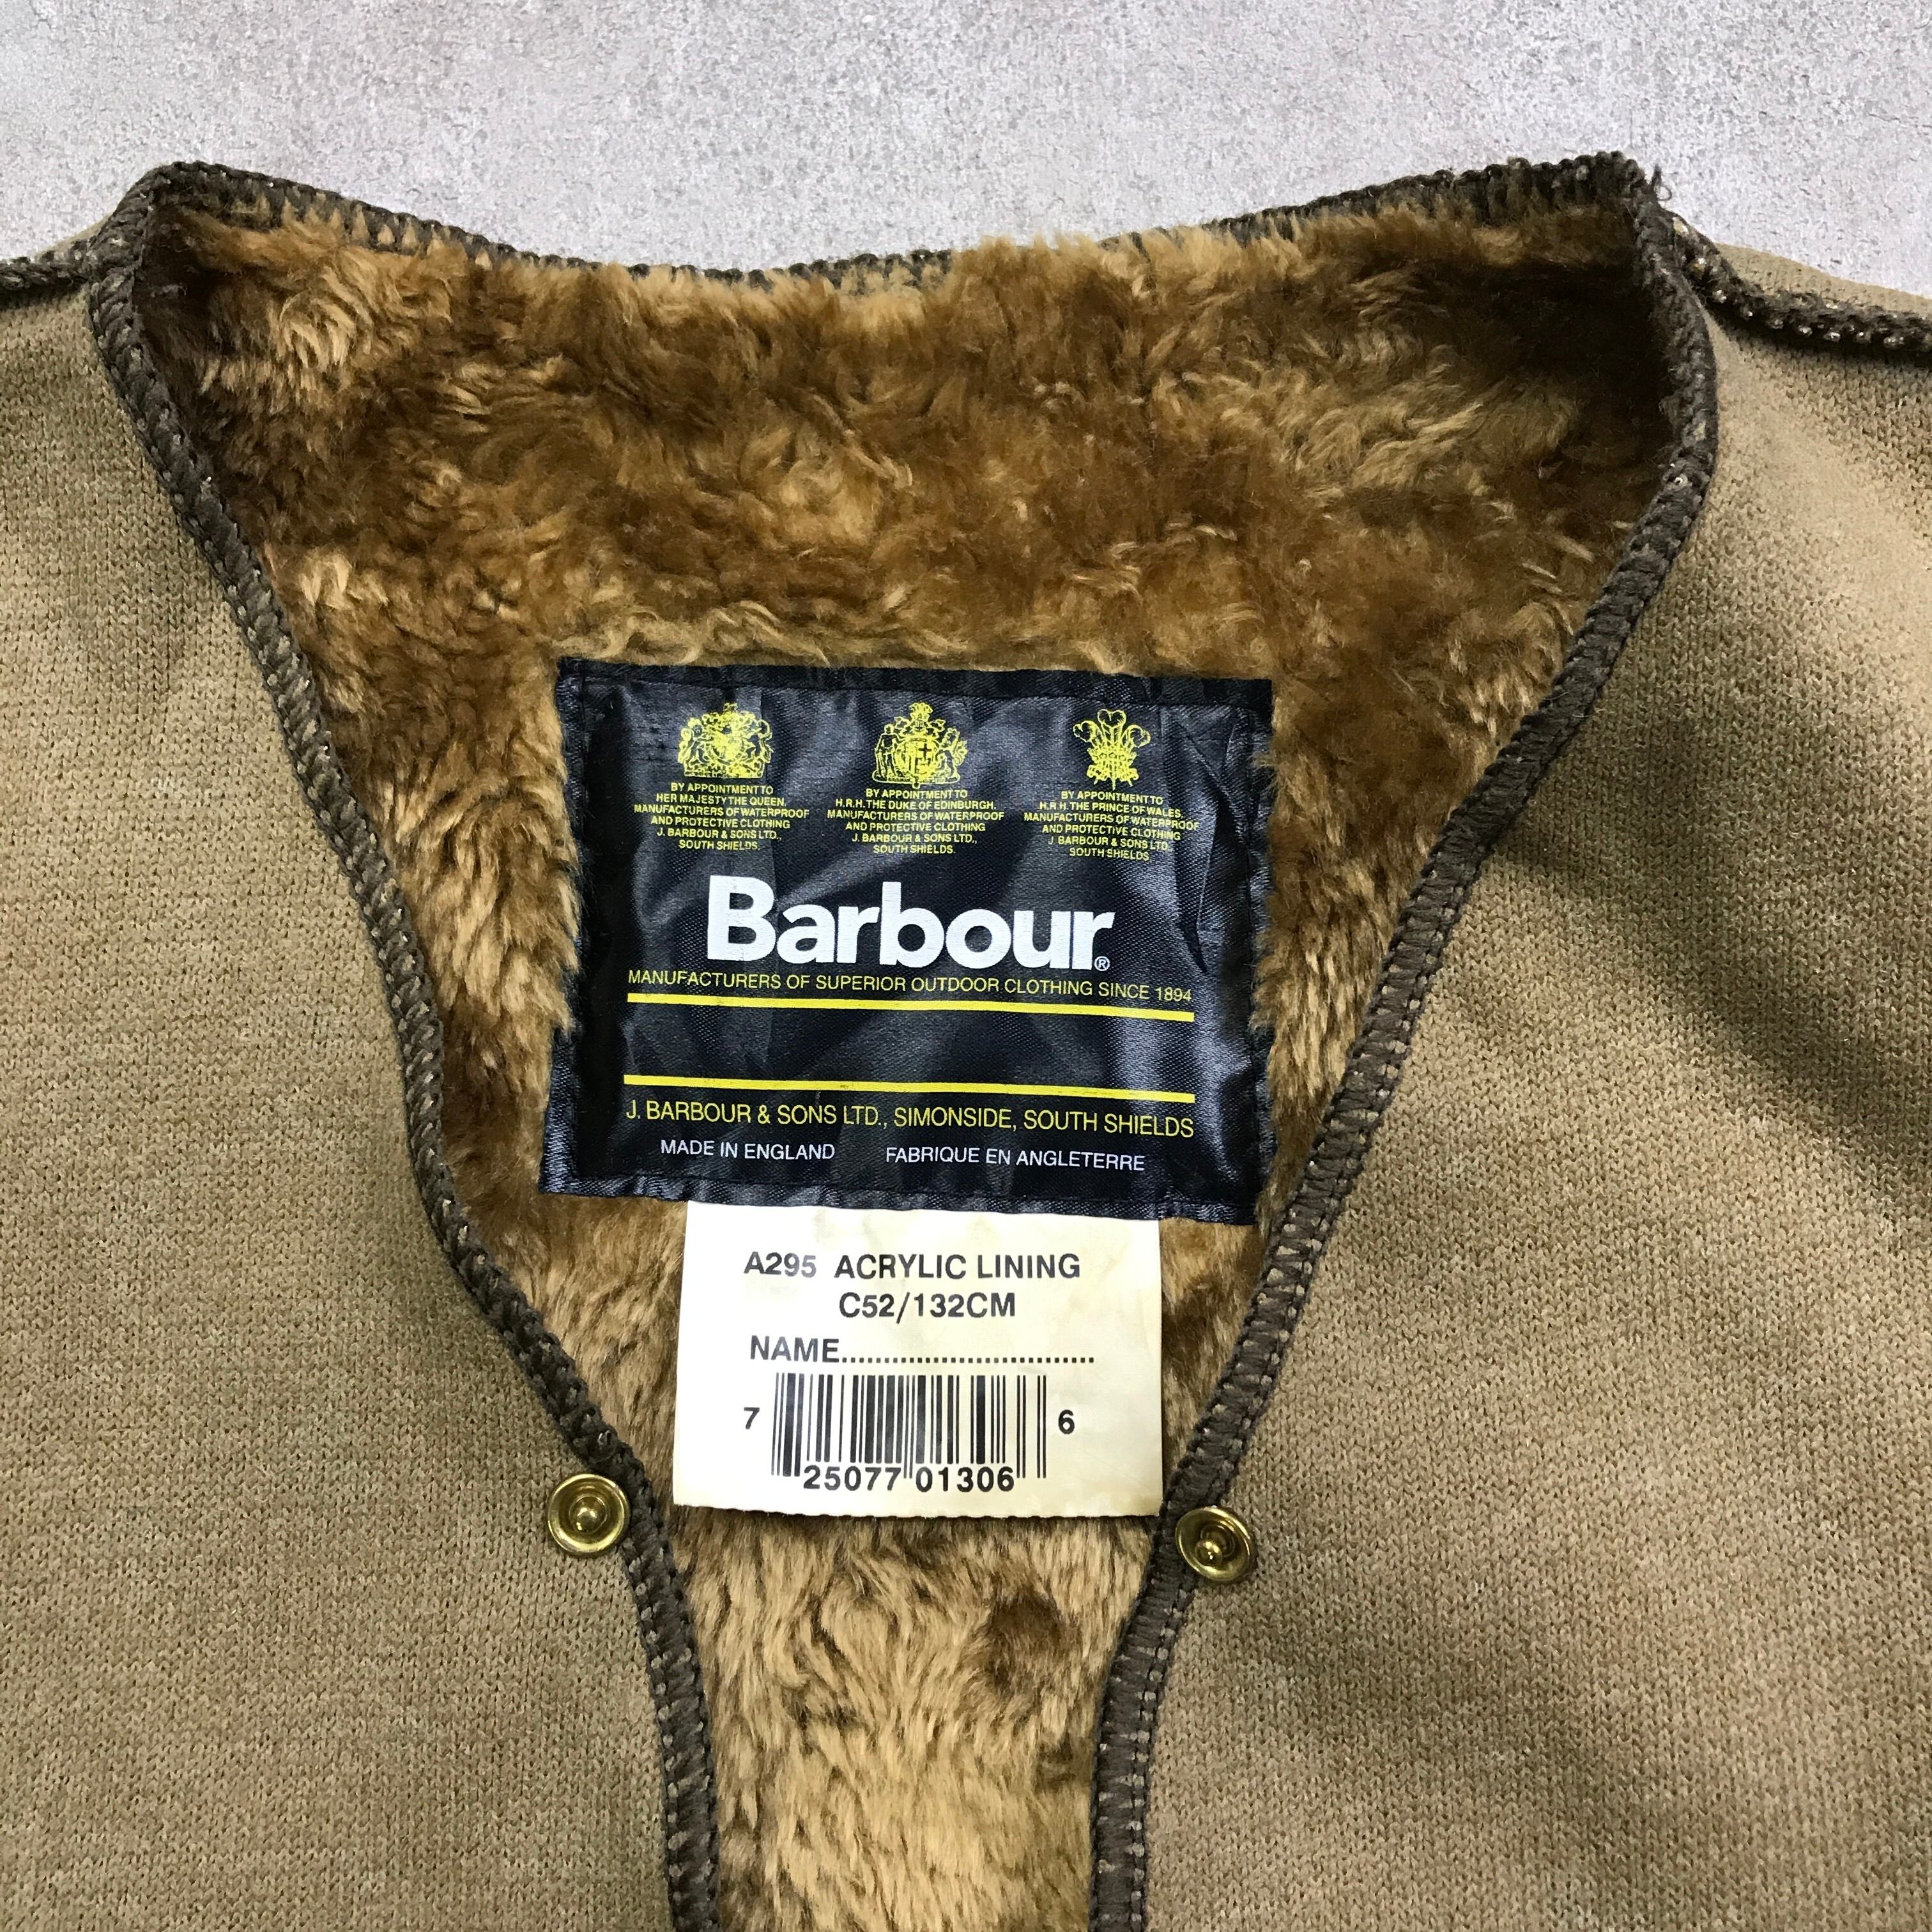 BY APPOINTMENT TO
HER MAJESTY THE QUEEN.
MANUFACTURERS OF WATERPROOF
AND PROTECTIVE CLOTHING
J. BARBOUR & SONS LTD.,
SOUTH SHIELDS.
BY APPOINTMENT TO
H.R.H. THE DUKE OF EDINBURGH.
MANUFACTURERS OF WATERPROOF
AND PROTECTIVE CLOTHING
J. BARBOUR & SONS LTD.,
SOUTH SHIELDS.
BY APPOINTMENT TO
H.R.H. THE PRINCE OF WALES.
MANUFACTURERS OF WATERPROOF
AND PROTECTIVE CLOTHING
J BARBOUR & SONS LTD.
SOUTH SHIELDS.
Barbour®
MANUFACTURERS OF SUPERIOR OUTDOOR CLOTHING SINCE 1894
J. BARBOUR & SONS LTD., SIMONSIDE, SOUTH SHIELDS
MADE IN ENGLAND FABRIQUE EN ANGLETERRE
A295 ACRYLIC LINING
C52/132CM
NAME..............................
7 25077 01306 6